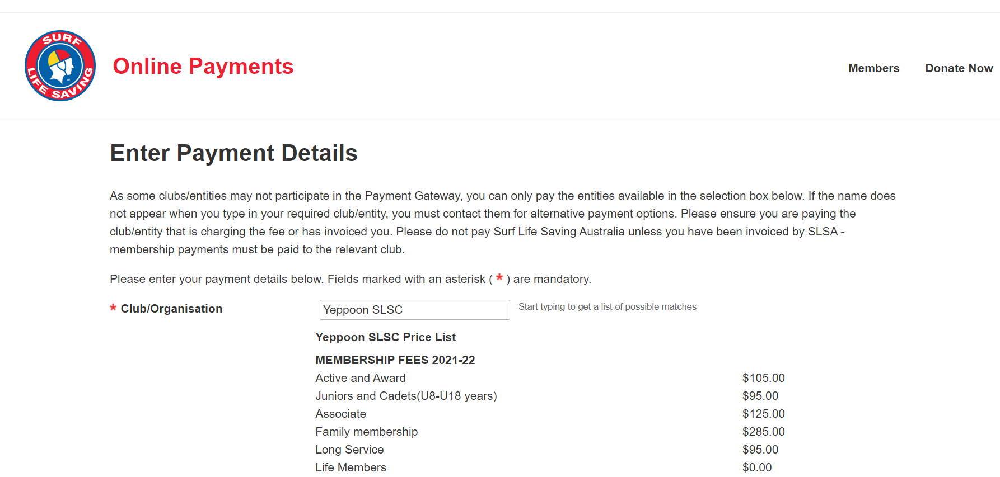 SURF
LIFE SAVING
TM
Online Payments
Members
Donate Now
Enter Payment Details
As some clubs/entities may not participate in the Payment Gateway, you can only pay the entities available in the selection box below. If the name does
not appear when you type in your required club/entity, you must contact them for alternative payment options. Please ensure you are paying the
club/entity that is charging the fee or has invoiced you. Please do not pay Surf Life Saving Australia unless you have been invoiced by SLSA -
membership payments must be paid to the relevant club.
Please enter your payment details below. Fields marked with an asterisk ( * ) are mandatory.
* Club/Organisation
Yeppoon SLSC
Start typing to get a list of possible matches
Yeppoon SLSC Price List
MEMBERSHIP FEES 2021-22
Active and Award $105.00
Juniors and Cadets(U8-U18 years) $95.00
Associate $125.00
Family membership $285.00
Long Service $95.00
Life Members $0.00